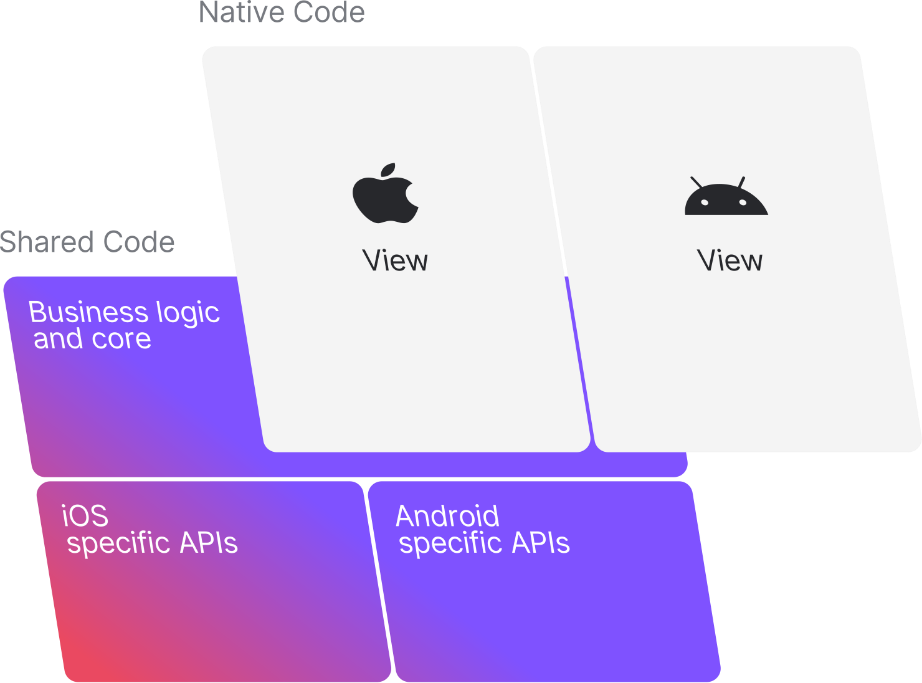 Native Code
View
View
Shared Code
Business logic
and core
iOS
specific APIs
Android
specific APIs